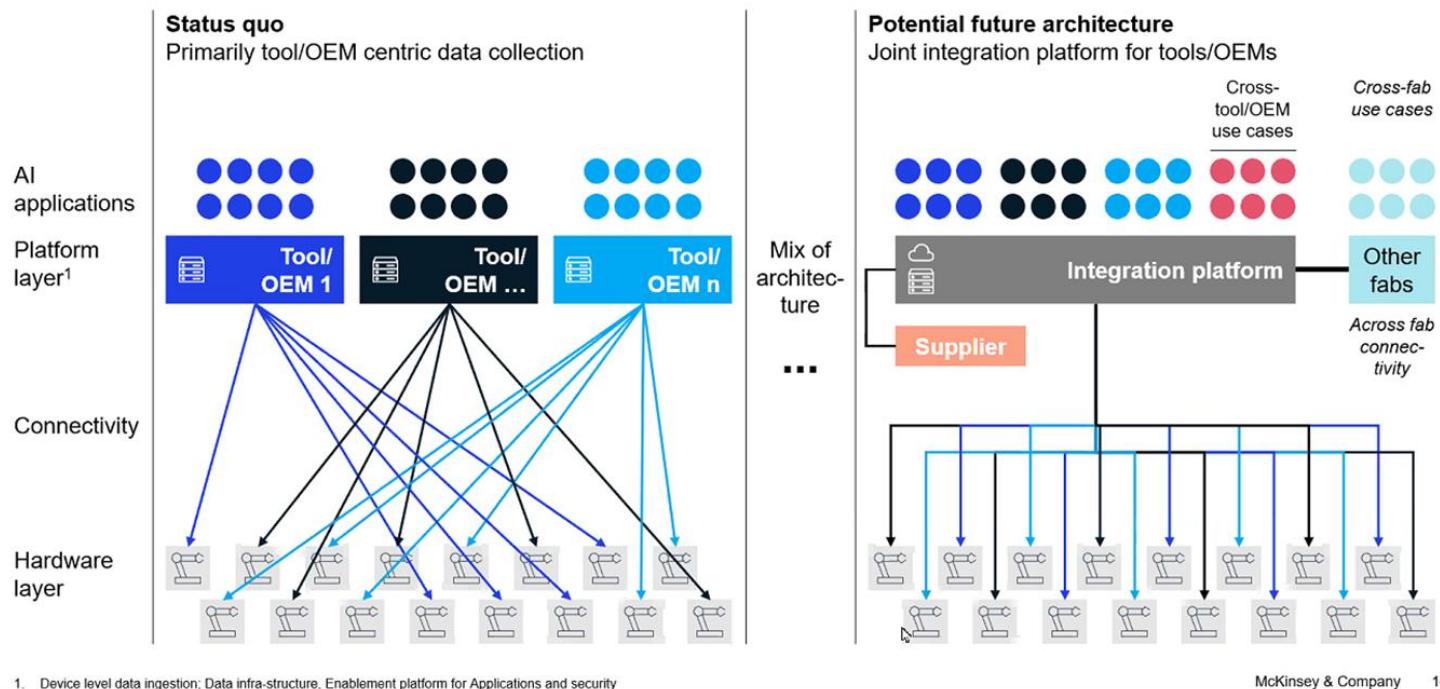 Status quo
Primarily tool/OEM centric data collection
Potential future architecture
Joint integration platform for tools/OEMs
Cross-
tool/OEM
use cases
Cross-fab
use cases
AI
applications
Platform
layer¹
Tool/
OEM 1
Tool/
OEM ...
Tool/
OEM n
Mix of
architec-
ture
...
Integration platform
Other
fabs
Supplier
Across fab
connec-
tivity
Connectivity
Hardware
layer
1. Device level data ingestion; Data infra-structure, Enablement platform for Applications and security
McKinsey & Company 1